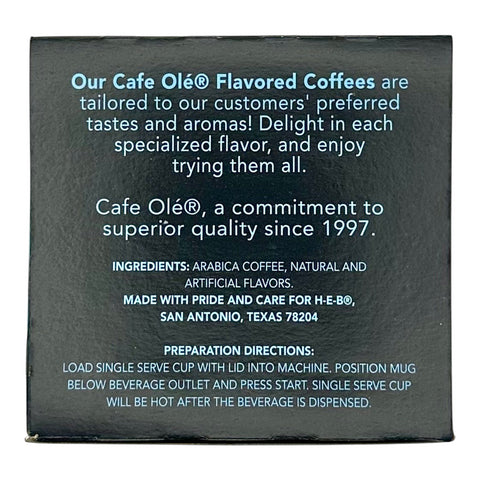 Our Cafe Olé® Flavored Coffees are
tailored to our customers' preferred
tastes and aromas! Delight in each
specialized flavor, and enjoy
trying them all.
Cafe Olé®, a commitment to
superior quality since 1997.
INGREDIENTS: ARABICA COFFEE, NATURAL AND
ARTIFICIAL FLAVORS.
MADE WITH PRIDE AND CARE FOR H-E-B®,
SAN ANTONIO, TEXAS 78204
PREPARATION DIRECTIONS:
LOAD SINGLE SERVE CUP WITH LID INTO MACHINE. POSITION MUG
BELOW BEVERAGE OUTLET AND PRESS START. SINGLE SERVE CUP
WILL BE HOT AFTER THE BEVERAGE IS DISPENSED.